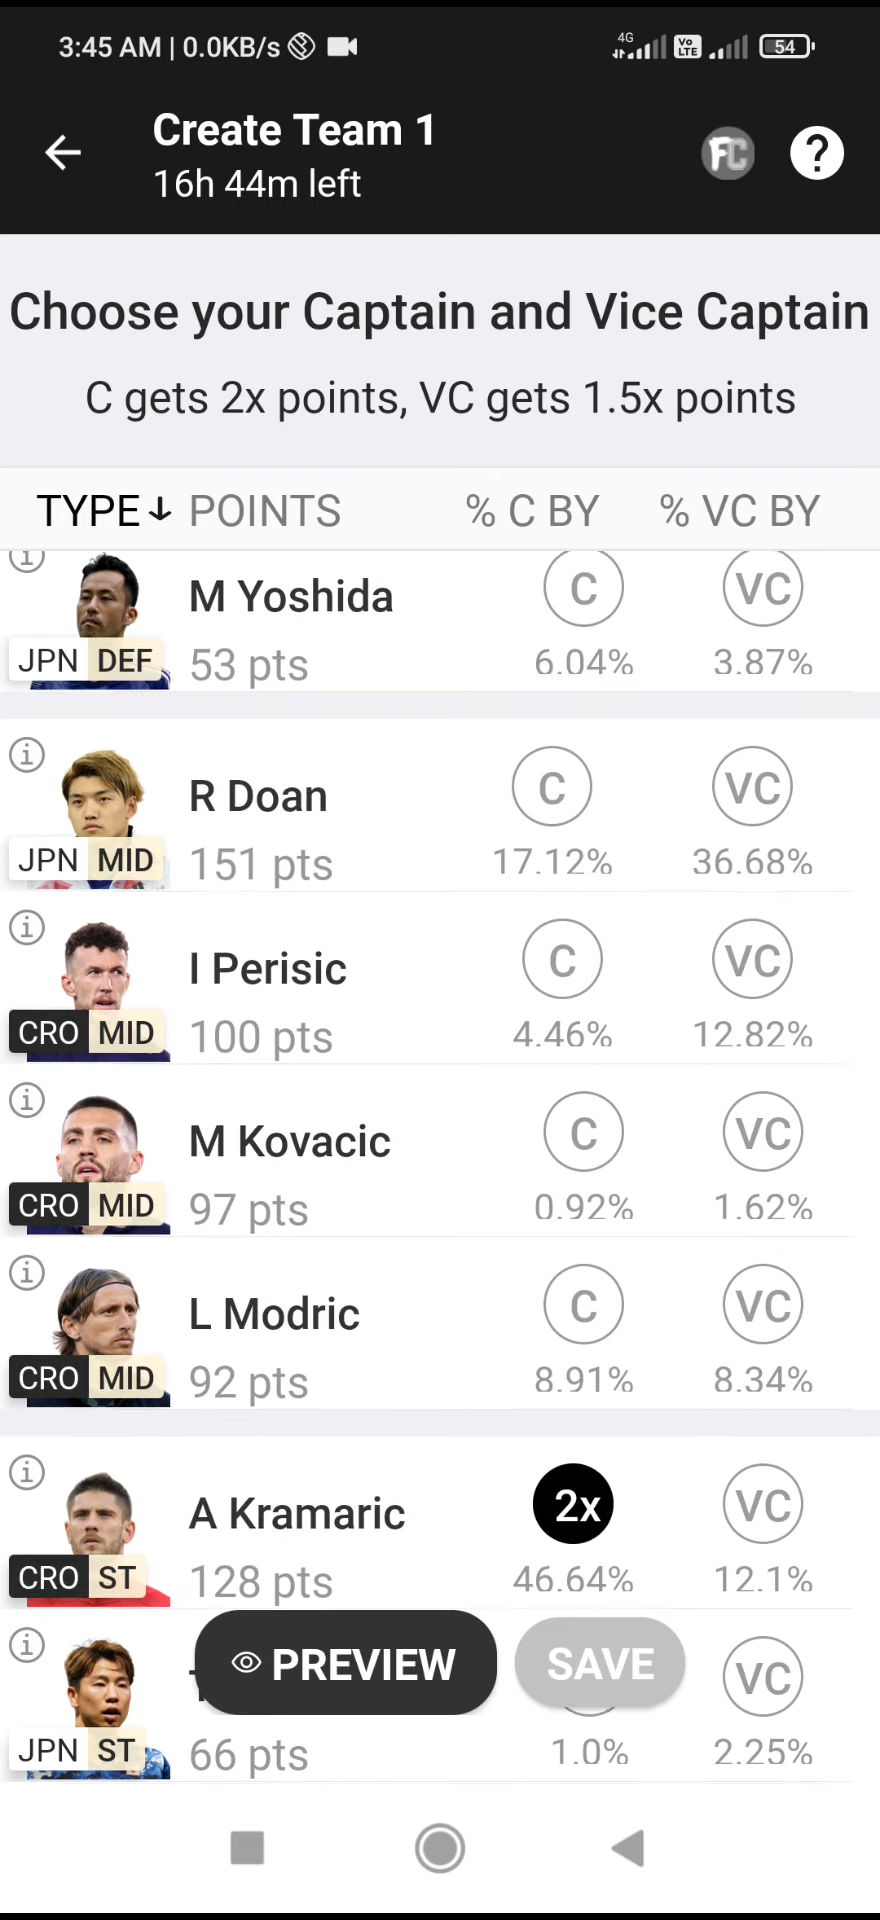 3:45 AM | 0.0KB/s 4G Vo LTE 54
Create Team 1
16h 44m left
FC ?
Choose your Captain and Vice Captain
C gets 2x points, VC gets 1.5x points
TYPE↓ POINTS % C BY % VC BY
i M Yoshida C VC
JPN DEF 53 pts 6.04% 3.87%
i R Doan C VC
JPN MID 151 pts 17.12% 36.68%
i I Perisic C VC
CRO MID 100 pts 4.46% 12.82%
i M Kovacic C VC
CRO MID 97 pts 0.92% 1.62%
i L Modric C VC
CRO MID 92 pts 8.91% 8.34%
i A Kramaric 2x VC
CRO ST 128 pts 46.64% 12.1%
i PREVIEW SAVE VC
JPN ST 66 pts 1.0% 2.25%